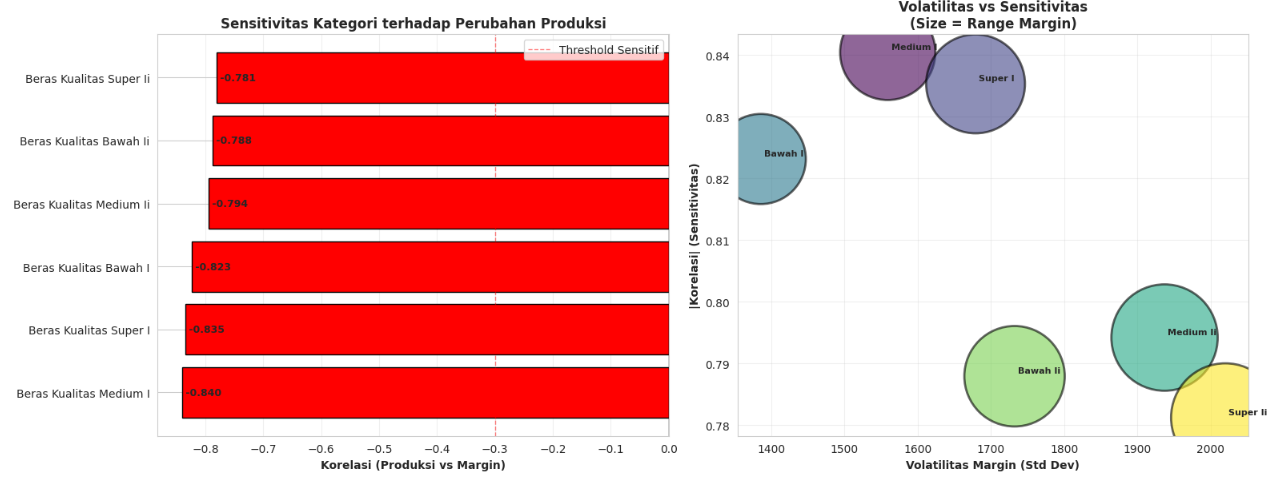 Sensitivitas Kategori terhadap Perubahan Produksi
Threshold Sensitif
Beras Kualitas Super Ii
-0.781
Beras Kualitas Bawah Ii
-0.788
Beras Kualitas Medium Ii
-0.794
Beras Kualitas Bawah I
-0.823
Beras Kualitas Super I
-0.835
Beras Kualitas Medium I
-0.840
−0.8 −0.7 −0.6 −0.5 −0.4 −0.3 −0.2 −0.1 0.0
Korelasi (Produksi vs Margin)
Volatilitas vs Sensitivitas
(Size = Range Margin)
|Korelasi| (Sensitivitas)
0.84
0.83
0.82
0.81
0.80
0.79
0.78
Medium I
Super I
Bawah I
Medium Ii
Bawah Ii
Super Ii
1400 1500 1600 1700 1800 1900 2000
Volatilitas Margin (Std Dev)